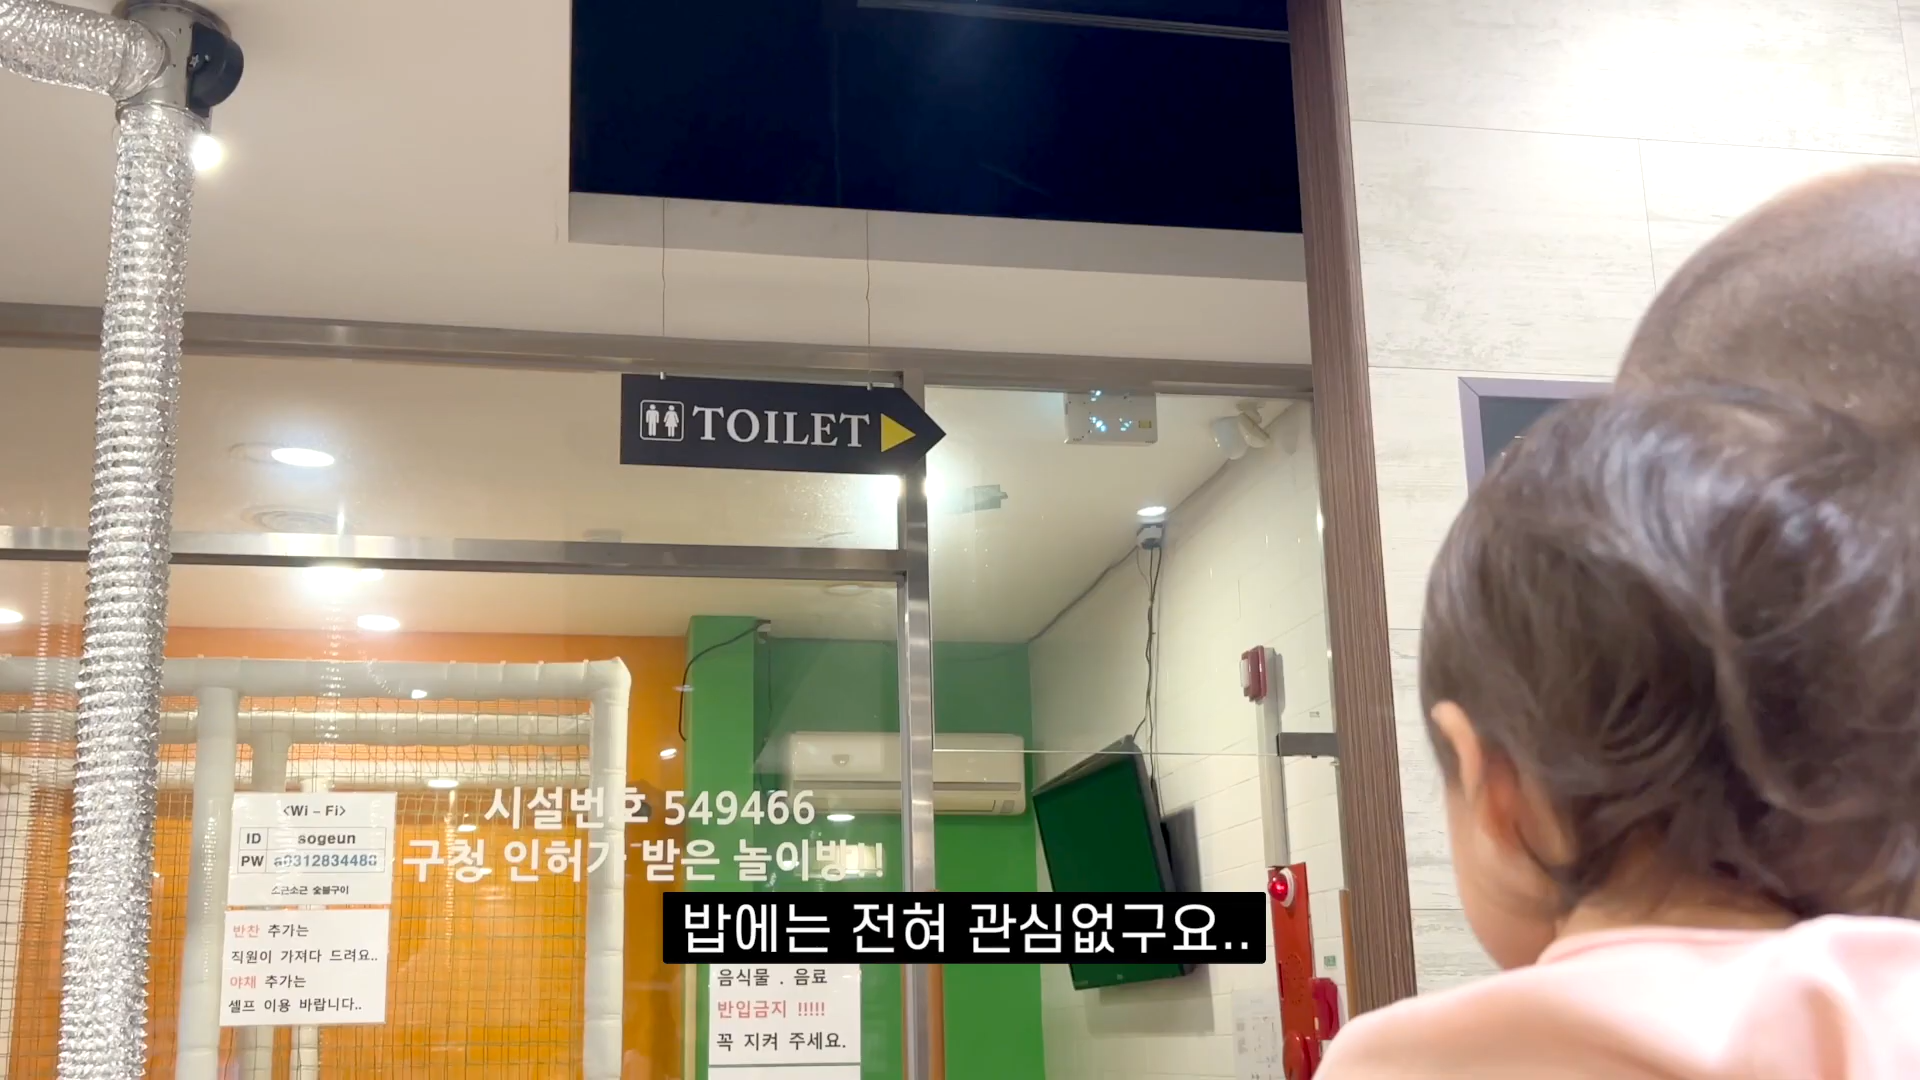 TOILET
시설번호 549466
구청 인허가 받은 놀이방!!
<Wi-Fi>
ID sogeun
PW a0312834488
소근소근 숯불구이
반찬 추가는
직원이 가져다 드려요..
야채 추가는
셀프 이용 바랍니다..
밥에는 전혀 관심없구요..
음식물 . 음료
반입금지 !!!!!
꼭 지켜 주세요.